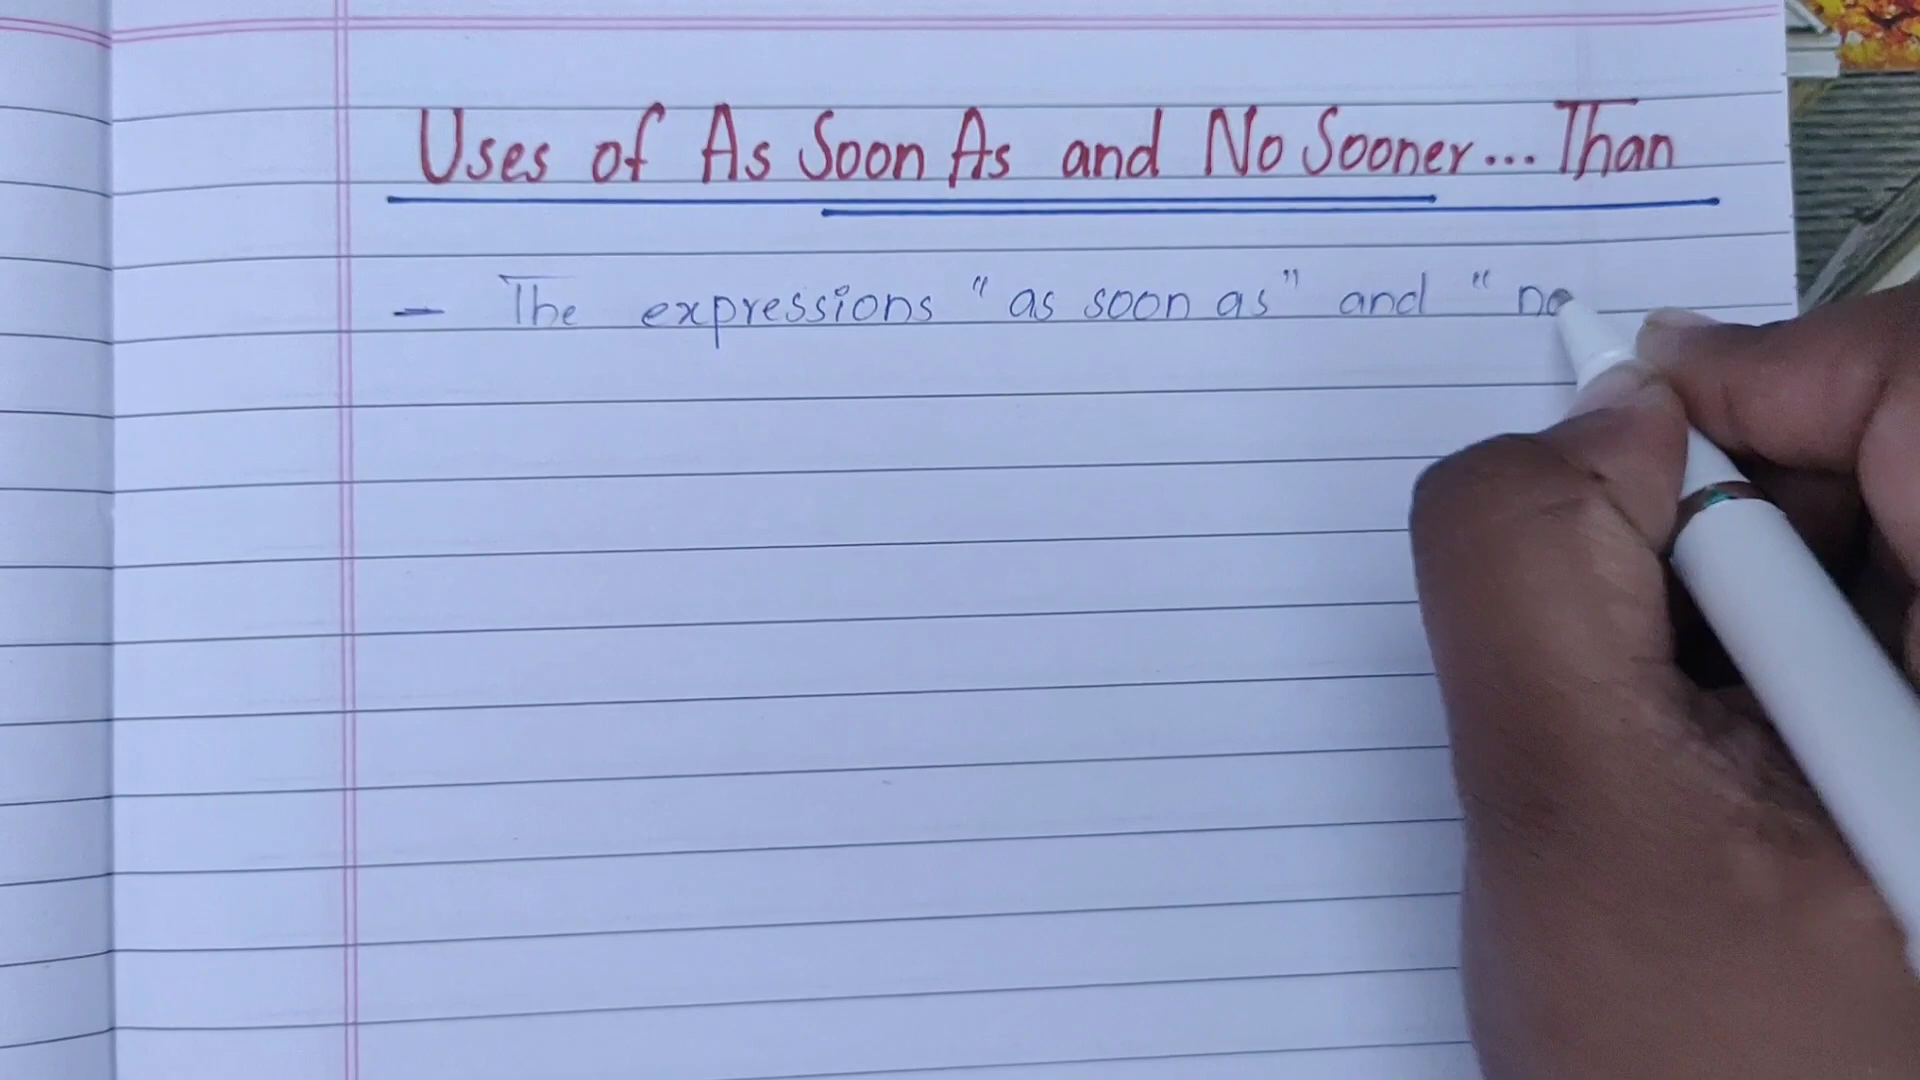 Uses of As Soon As and No Sooner... Than
- The expressions "as soon as" and "no